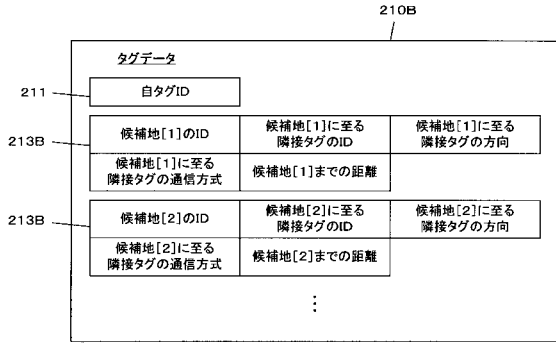 210B
タグデータ
211
自タグID
213B
候補地[1]のID
候補地[1]に至る
隣接タグのID
候補地[1]に至る
隣接タグの方向
候補地[1]に至る
隣接タグの通信方式
候補地[1]までの距離
213B
候補地[2]のID
候補地[2]に至る
隣接タグのID
候補地[2]に至る
隣接タグの方向
候補地[2]に至る
隣接タグの通信方式
候補地[2]までの距離
⋮